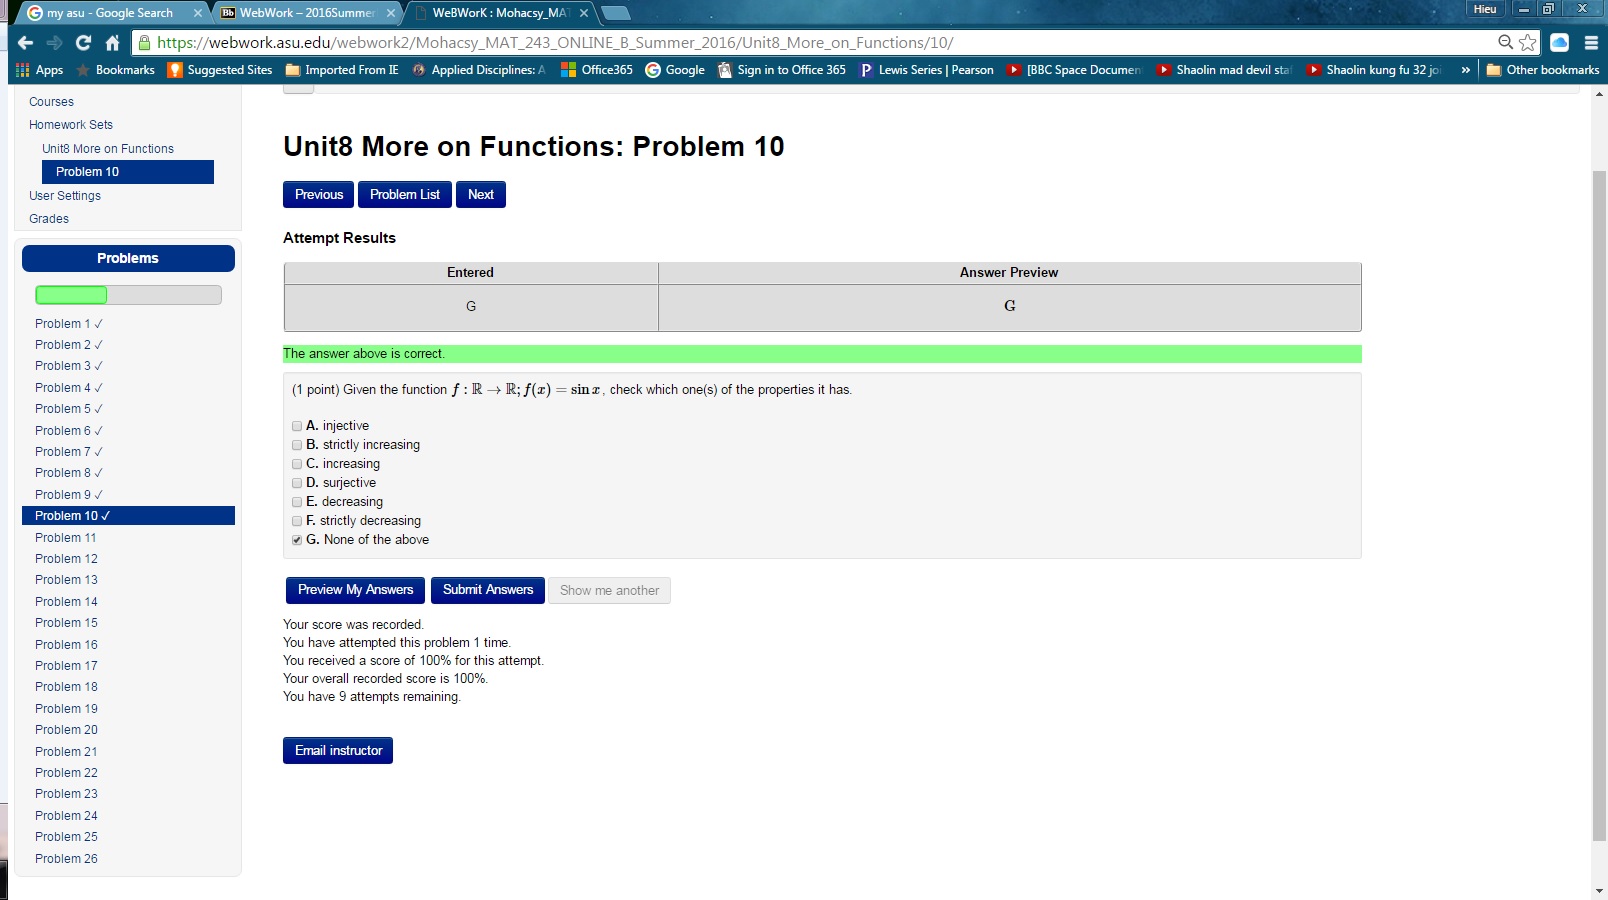 my asu - Google Search
Bb WebWork – 2016Summer
WeBWorK : Mohacsy_MA
Hieu
https://webwork.asu.edu/webwork2/Mohacsy_MAT_243_ONLINE_B_Summer_2016/Unit8_More_on_Functions/10/
Apps Bookmarks Suggested Sites Imported From IE Applied Disciplines: A Office365 Google Sign in to Office 365 Lewis Series | Pearson [BBC Space Documen Shaolin mad devil sta Shaolin kung fu 32 joi » Other bookmarks
Courses
Homework Sets
Unit8 More on Functions
Problem 10
User Settings
Grades
Problems
Problem 1 ✓
Problem 2 ✓
Problem 3 ✓
Problem 4 ✓
Problem 5 ✓
Problem 6 ✓
Problem 7 ✓
Problem 8 ✓
Problem 9 ✓
Problem 10 ✓
Problem 11
Problem 12
Problem 13
Problem 14
Problem 15
Problem 16
Problem 17
Problem 18
Problem 19
Problem 20
Problem 21
Problem 22
Problem 23
Problem 24
Problem 25
Problem 26
Unit8 More on Functions: Problem 10
Previous Problem List Next
Attempt Results
Entered Answer Preview
G G
The answer above is correct.
(1 point) Given the function f : ℝ → ℝ; f(x) = sin x, check which one(s) of the properties it has.
A. injective
B. strictly increasing
C. increasing
D. surjective
E. decreasing
F. strictly decreasing
G. None of the above
Preview My Answers Submit Answers Show me another
Your score was recorded.
You have attempted this problem 1 time.
You received a score of 100% for this attempt.
Your overall recorded score is 100%.
You have 9 attempts remaining.
Email instructor